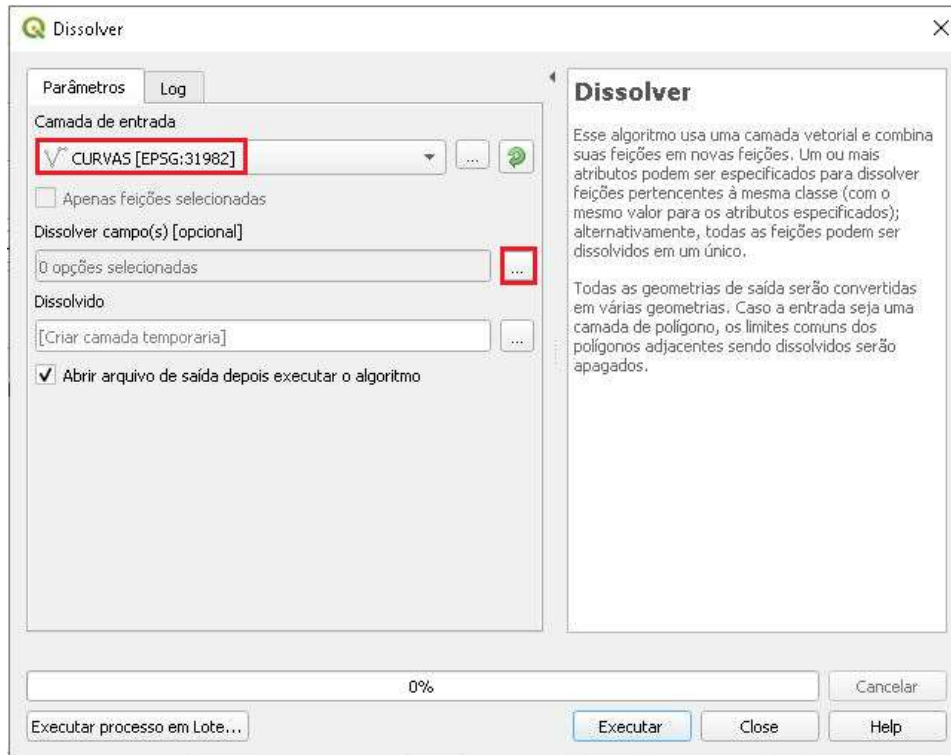 Dissolver
Parâmetros
Log
Camada de entrada
CURVAS [EPSG:31982]
...
Apenas feições selecionadas
Dissolver campo(s) [opcional]
0 opções selecionadas
...
Dissolvido
[Criar camada temporaria]
...
Abrir arquivo de saída depois executar o algoritmo
Dissolver
Esse algoritmo usa uma camada vetorial e combina
suas feições em novas feições. Um ou mais
atributos podem ser especificados para dissolver
feições pertencentes à mesma classe (com o
mesmo valor para os atributos especificados);
alternativamente, todas as feições podem ser
dissolvidos em um único.
Todas as geometrias de saída serão convertidas
em várias geometrias. Caso a entrada seja uma
camada de polígono, os limites comuns dos
polígonos adjacentes sendo dissolvidos serão
apagados.
0%
Cancelar
Executar processo em Lote...
Executar
Close
Help